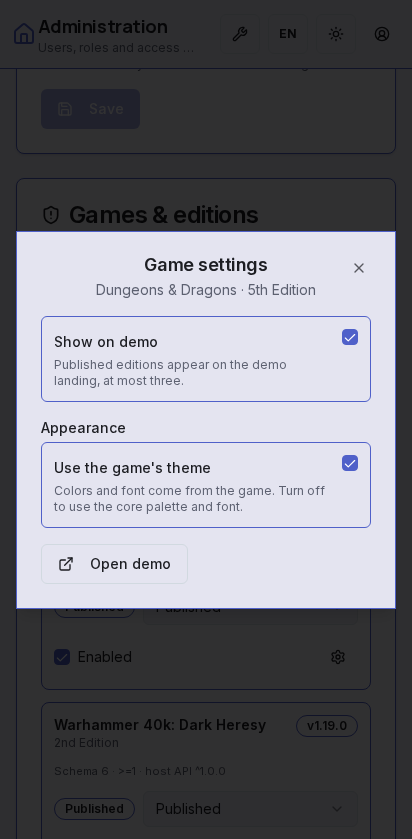 Administration
Users, roles and access ...
EN
Save
Games & editions
Game settings
Dungeons & Dragons · 5th Edition
Show on demo
Published editions appear on the demo
landing, at most three.
Appearance
Use the game's theme
Colors and font come from the game. Turn off
to use the core palette and font.
Open demo
Published
Published
Enabled
Warhammer 40k: Dark Heresy
v1.19.0
2nd Edition
Schema 6 · >=1 · host API ^1.0.0
Published
Published